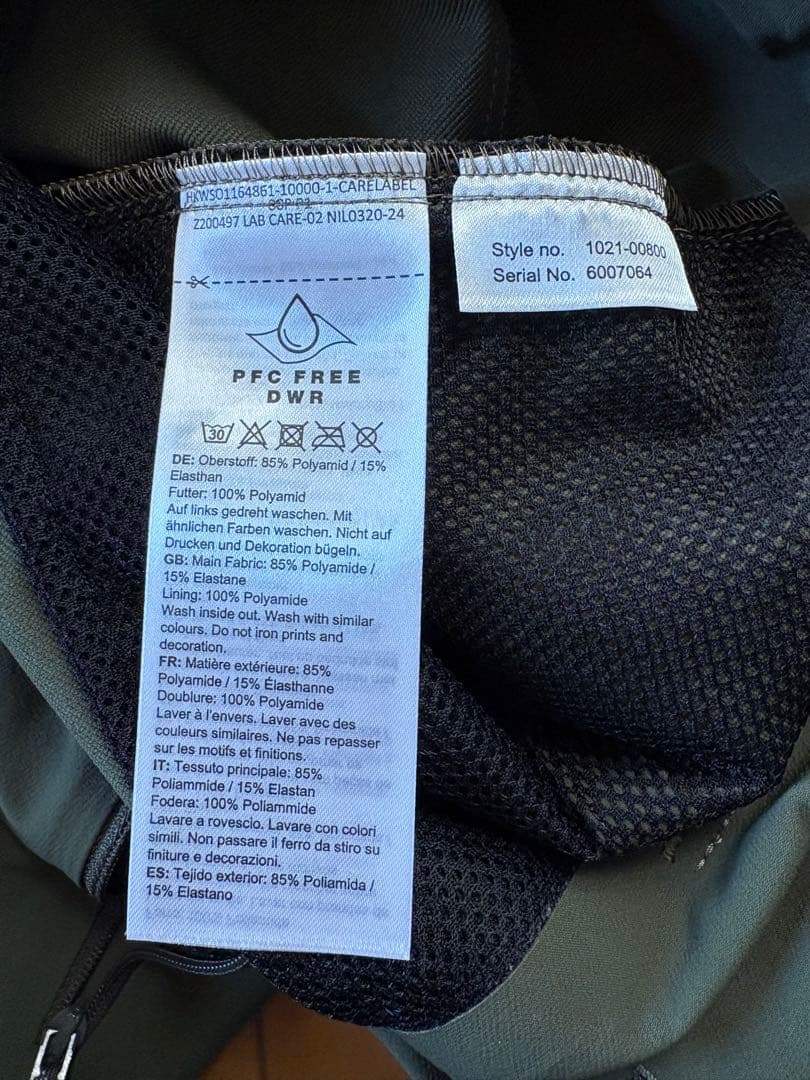 HKWSO1164861-10000-1-CARELABEL
Z200497 LAB CARE-02 NIL0320-24
PFC FREE
DWR
30
DE: Oberstoff: 85% Polyamid / 15%
Elasthan
Futter: 100% Polyamid
Auf links gedreht waschen. Mit
ähnlichen Farben waschen. Nicht auf
Drucken und Dekoration bügeln.
GB: Main Fabric: 85% Polyamide /
15% Elastane
Lining: 100% Polyamide
Wash inside out. Wash with similar
colours. Do not iron prints and
decoration.
FR: Matière extérieure: 85%
Polyamide / 15% Élasthanne
Doublure: 100% Polyamide
Laver à l'envers. Laver avec des
couleurs similaires. Ne pas repasser
sur les motifs et finitions.
IT: Tessuto principale: 85%
Poliammide / 15% Elastan
Fodera: 100% Poliammide
Lavare a rovescio. Lavare con colori
simili. Non passare il ferro da stiro su
finiture e decorazioni.
ES: Tejido exterior: 85% Poliamida /
15% Elastano
Style no. 1021-00800
Serial No. 6007064